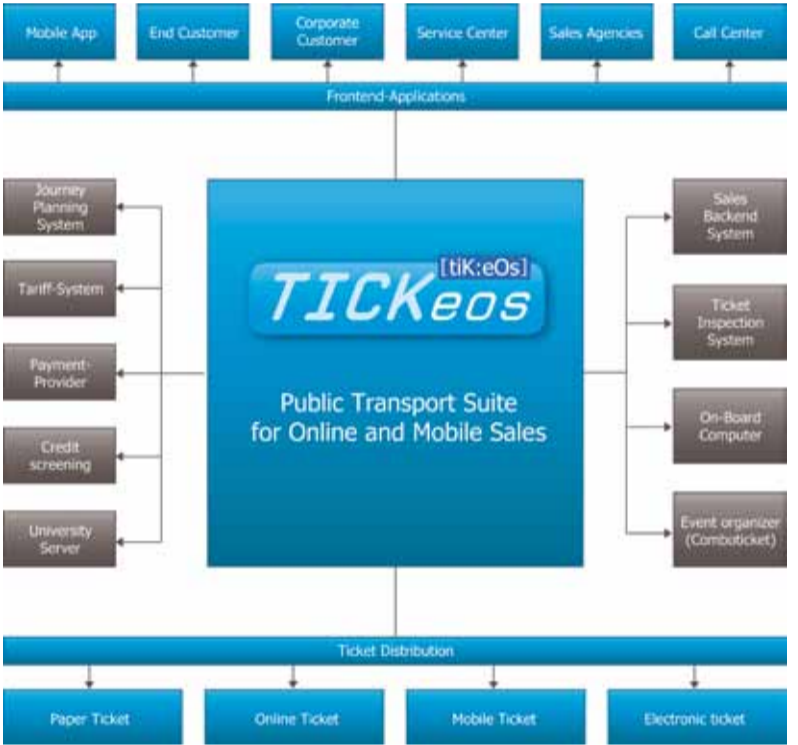 Mobile App
End Customer
Corporate
Customer
Service Center
Sales Agencies
Call Center
Frontend-Applications
Journey
Planning
System
Tariff-System
Payment-
Provider
Credit
screening
University
Server
[tiK:eOs]
TICKeos
Public Transport Suite
for Online and Mobile Sales
Sales
Backend
System
Ticket
Inspection
System
On-Board
Computer
Event organizer
(Comboticket)
Ticket Distribution
Paper Ticket
Online Ticket
Mobile Ticket
Electronic ticket